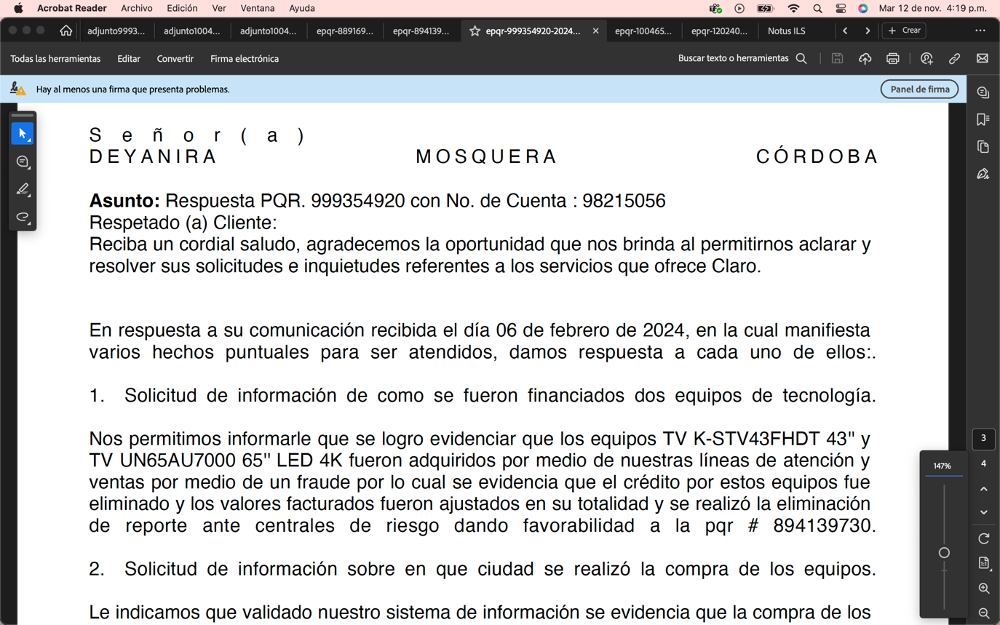 Acrobat Reader Archivo Edición Ver Ventana Ayuda Mar 12 de nov. 4:19 p.m.
adjunto9993... adjunto1004... adjunto1004... epqr-889169... epqr-894139... epqr-999354920-2024... epqr-100465... epqr-120240... Notus ILS Crear
Todas las herramientas Editar Convertir Firma electrónica Buscar texto o herramientas
Hay al menos una firma que presenta problemas. Panel de firma
Señor(a)
DEYANIRA MOSQUERA CÓRDOBA
Asunto: Respuesta PQR. 999354920 con No. de Cuenta : 98215056
Respetado (a) Cliente:
Reciba un cordial saludo, agradecemos la oportunidad que nos brinda al permitirnos aclarar y
resolver sus solicitudes e inquietudes referentes a los servicios que ofrece Claro.
En respuesta a su comunicación recibida el día 06 de febrero de 2024, en la cual manifiesta
varios hechos puntuales para ser atendidos, damos respuesta a cada uno de ellos:.
1. Solicitud de información de como se fueron financiados dos equipos de tecnología.
Nos permitimos informarle que se logro evidenciar que los equipos TV K-STV43FHDT 43" y
TV UN65AU7000 65" LED 4K fueron adquiridos por medio de nuestras líneas de atención y
ventas por medio de un fraude por lo cual se evidencia que el crédito por estos equipos fue
eliminado y los valores facturados fueron ajustados en su totalidad y se realizó la eliminación
de reporte ante centrales de riesgo dando favorabilidad a la pqr # 894139730.
2. Solicitud de información sobre en que ciudad se realizó la compra de los equipos.
Le indicamos que validado nuestro sistema de información se evidencia que la compra de los
3
4
147%
1:1